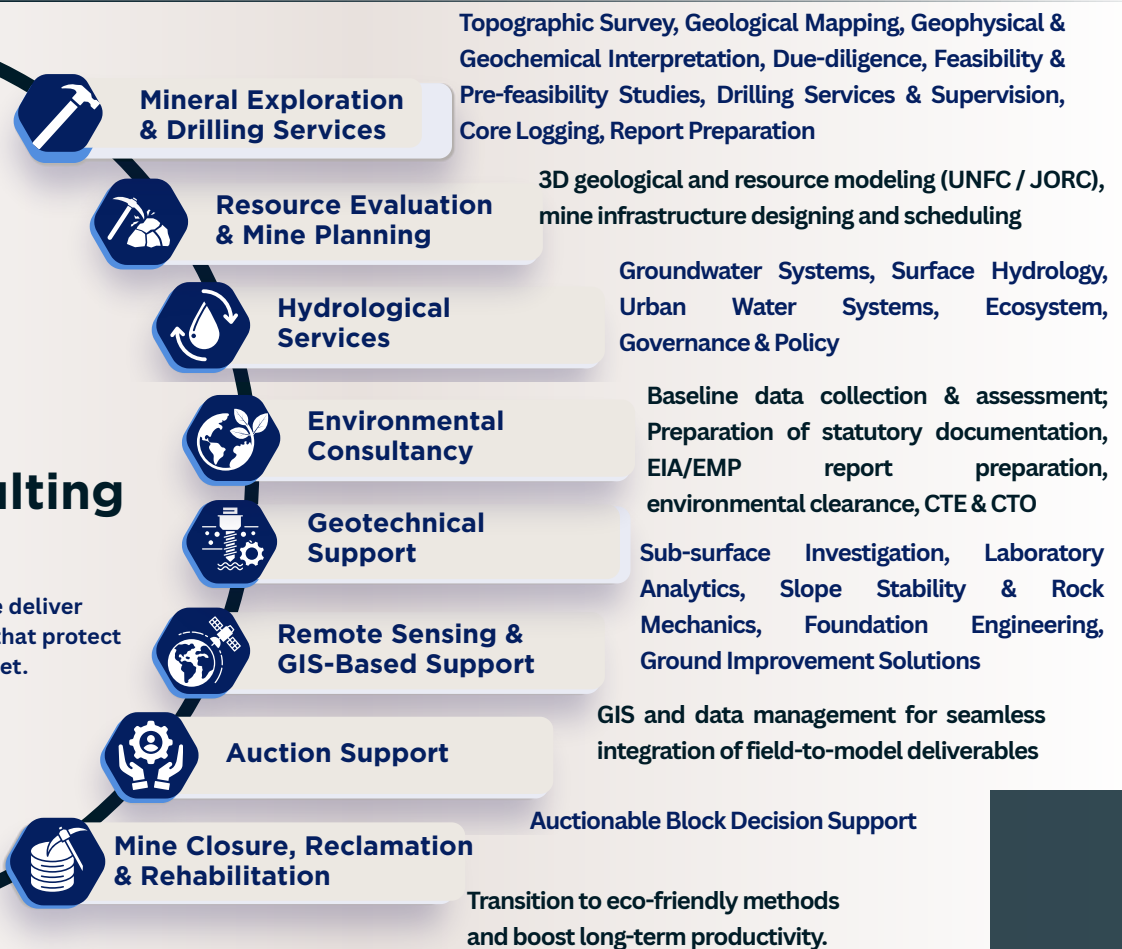 Topographic Survey, Geological Mapping, Geophysical &
Geochemical Interpretation, Due-diligence, Feasibility &
Pre-feasibility Studies, Drilling Services & Supervision,
Core Logging, Report Preparation
Mineral Exploration
& Drilling Services
3D geological and resource modeling (UNFC / JORC),
mine infrastructure designing and scheduling
Resource Evaluation
& Mine Planning
Groundwater Systems, Surface Hydrology,
Urban Water Systems, Ecosystem,
Governance & Policy
Hydrological
Services
Baseline data collection & assessment;
Preparation of statutory documentation,
EIA/EMP report preparation,
environmental clearance, CTE & CTO
Environmental
Consultancy
Sub-surface Investigation, Laboratory
Analytics, Slope Stability & Rock
Mechanics, Foundation Engineering,
Ground Improvement Solutions
Geotechnical
Support
ulting
e deliver
that protect
et.
Remote Sensing &
GIS-Based Support
GIS and data management for seamless
integration of field-to-model deliverables
Auction Support
Auctionable Block Decision Support
Mine Closure, Reclamation
& Rehabilitation
Transition to eco-friendly methods
and boost long-term productivity.